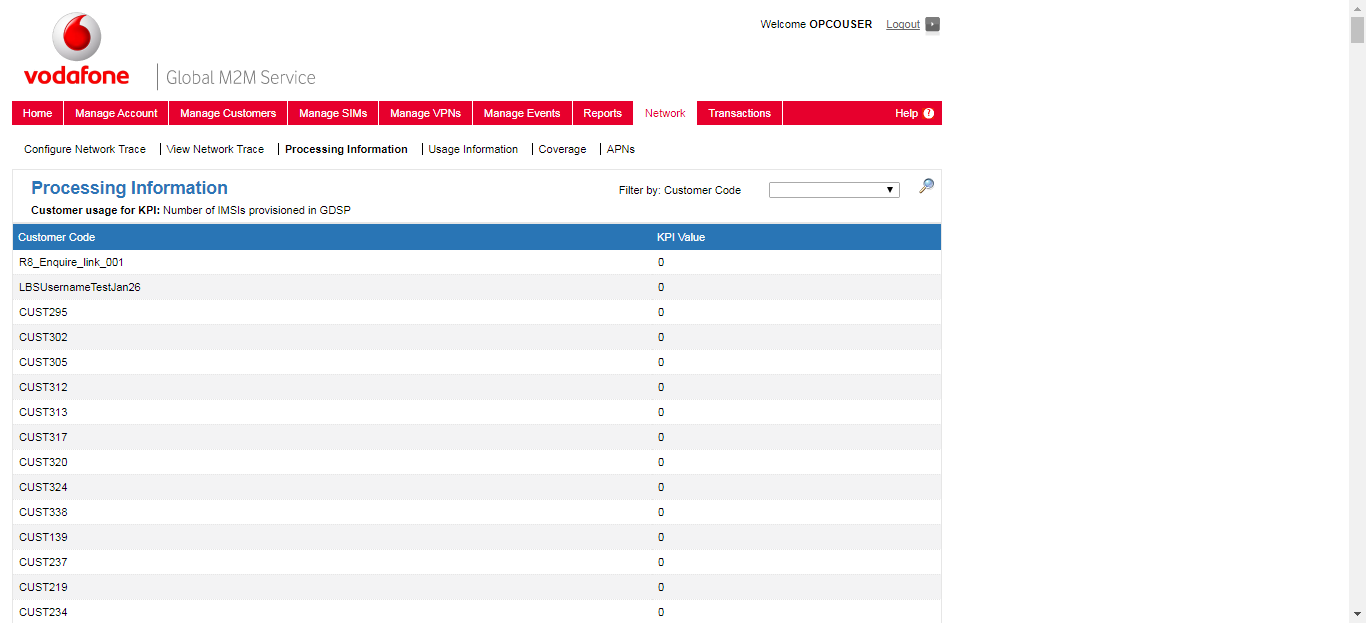 Welcome OPCOUSER Logout
vodafone
Global M2M Service
Home Manage Account Manage Customers Manage SIMs Manage VPNs Manage Events Reports Network Transactions Help ?
Configure Network Trace View Network Trace Processing Information Usage Information Coverage APNs
Processing Information
Filter by: Customer Code
Customer usage for KPI: Number of IMSIs provisioned in GDSP
Customer Code KPI Value
R8_Enquire_link_001 0
LBSUsernameTestJan26 0
CUST295 0
CUST302 0
CUST305 0
CUST312 0
CUST313 0
CUST317 0
CUST320 0
CUST324 0
CUST338 0
CUST139 0
CUST237 0
CUST219 0
CUST234 0